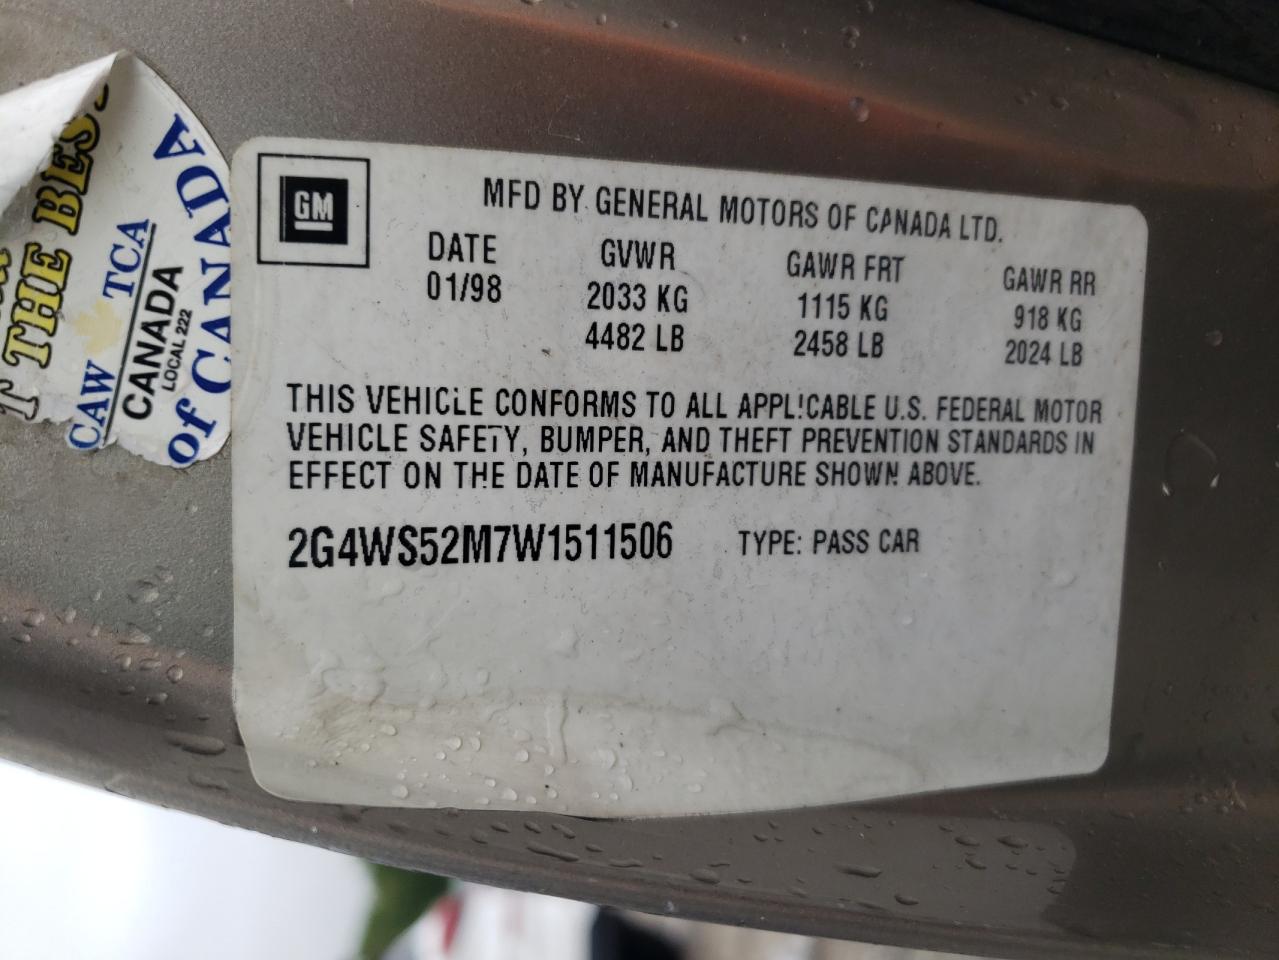 GM
MFD BY GENERAL MOTORS OF CANADA LTD.
DATE GVWR GAWR FRT GAWR RR
01/98 2033 KG 1115 KG 918 KG
4482 LB 2458 LB 2024 LB
THIS VEHICLE CONFORMS TO ALL APPLICABLE U.S. FEDERAL MOTOR
VEHICLE SAFETY, BUMPER, AND THEFT PREVENTION STANDARDS IN
EFFECT ON THE DATE OF MANUFACTURE SHOWN ABOVE.
2G4WS52M7W1511506 TYPE: PASS CAR
THE BEST
CAW TCA
CANADA
LOCAL 222
of CANADA